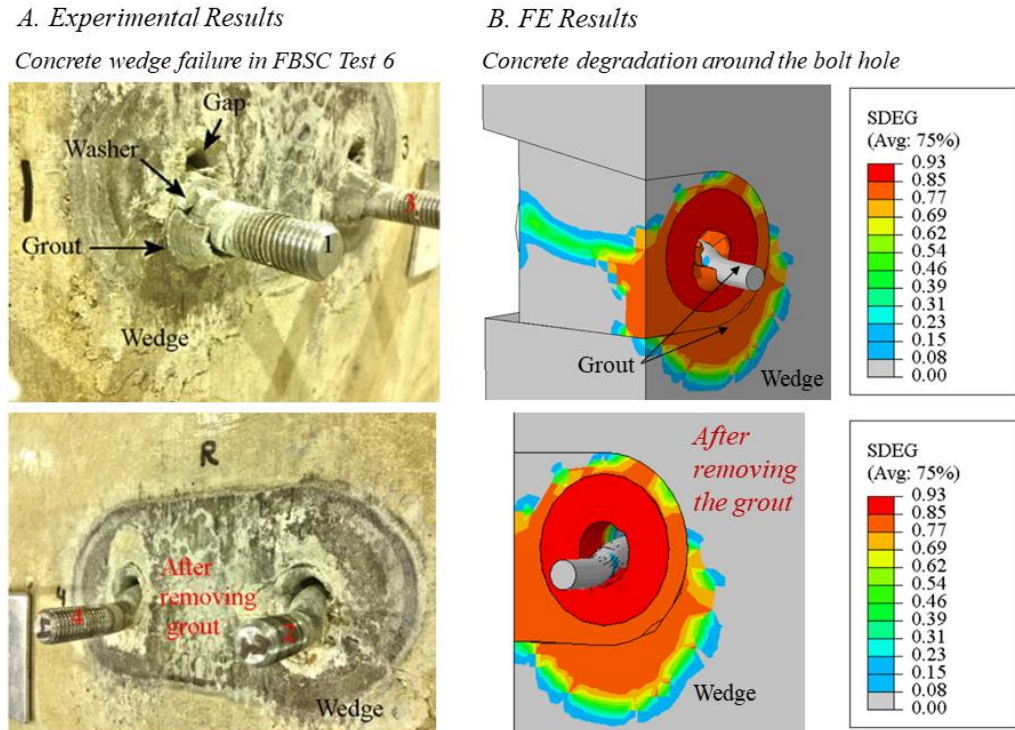 A. Experimental Results
Concrete wedge failure in FBSC Test 6
Gap
Washer
3
3
1
Grout
Wedge
R
After
removing
grout
4
2
Wedge
B. FE Results
Concrete degradation around the bolt hole
Grout
Wedge
SDEG
(Avg: 75%)
0.93
0.85
0.77
0.69
0.62
0.54
0.46
0.39
0.31
0.23
0.15
0.08
0.00
After
removing
the grout
Wedge
SDEG
(Avg: 75%)
0.93
0.85
0.77
0.69
0.62
0.54
0.46
0.39
0.31
0.23
0.15
0.08
0.00